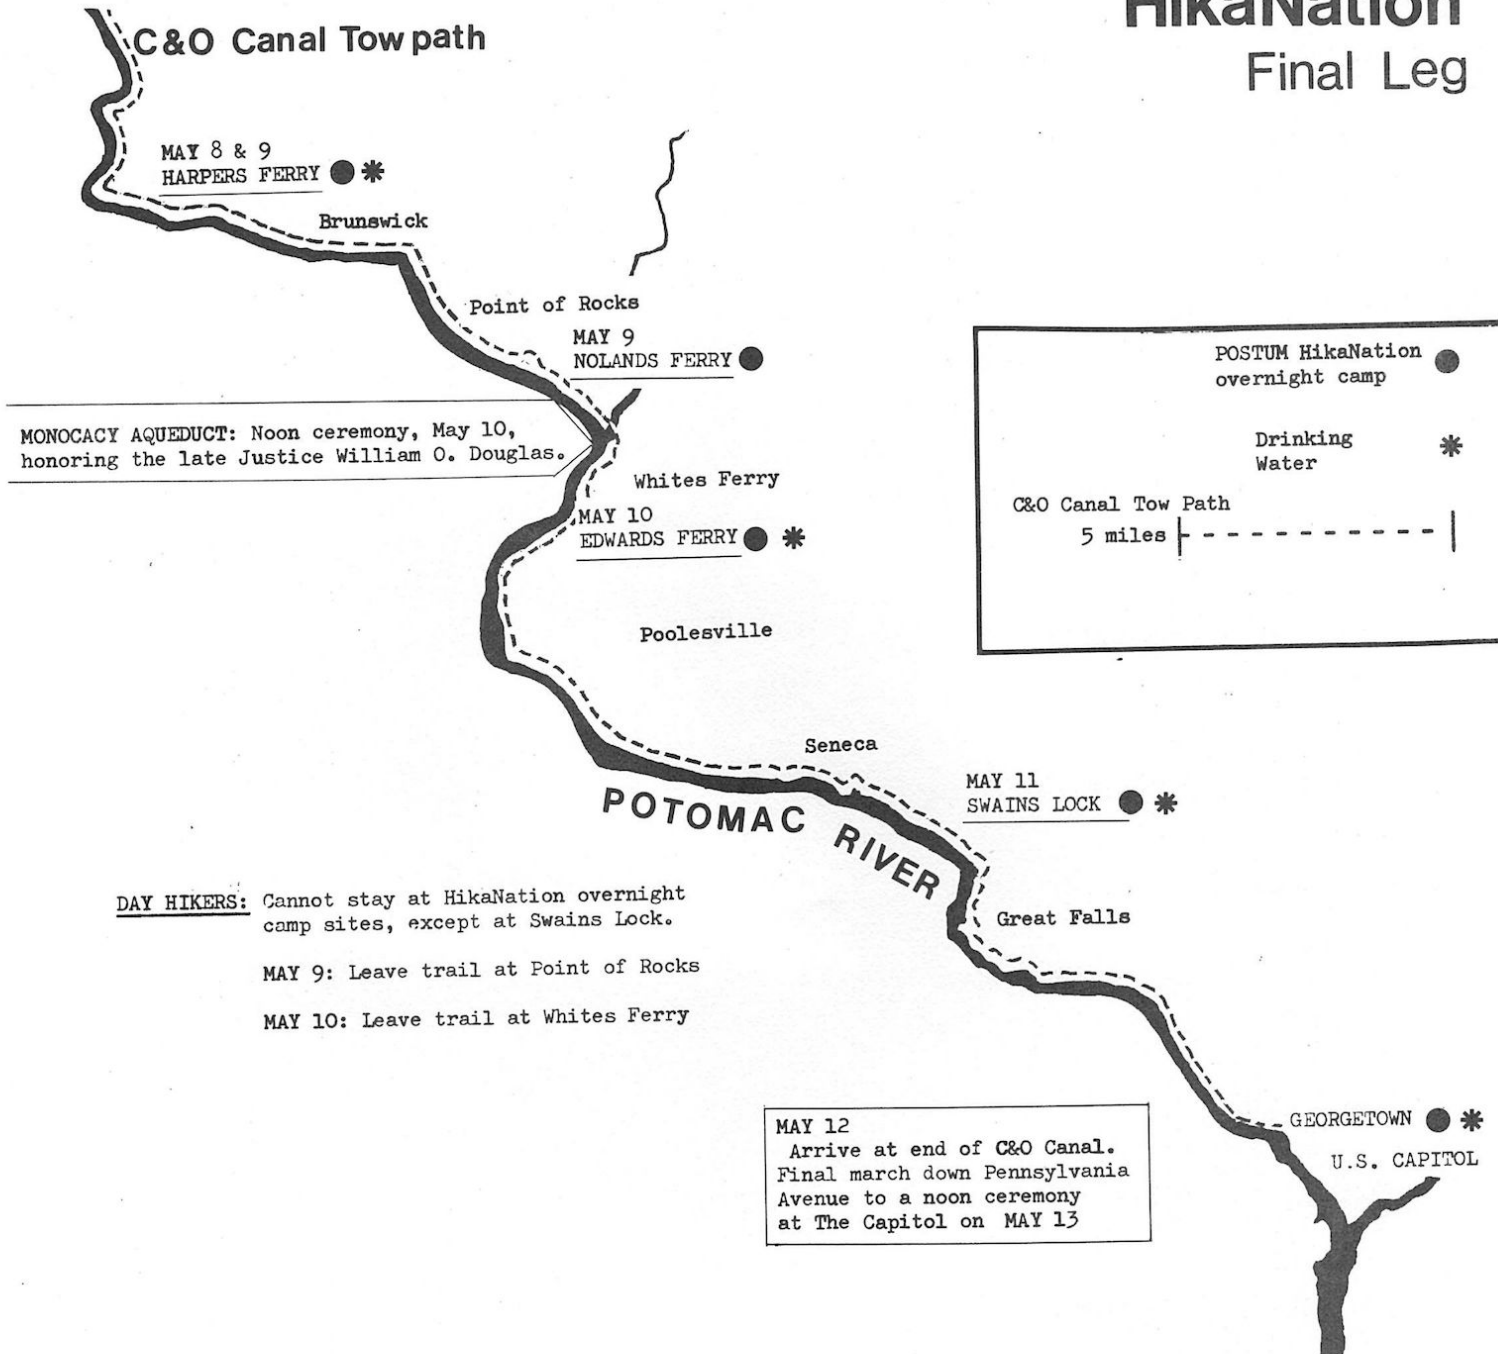 HikaNation
Final Leg
C&O Canal Tow path
MAY 8 & 9
HARPERS FERRY
Brunswick
Point of Rocks
MAY 9
NOLANDS FERRY
POSTUM HikaNation
overnight camp
Drinking
Water
C&O Canal Tow Path
5 miles
MONOCACY AQUEDUCT: Noon ceremony, May 10,
honoring the late Justice William O. Douglas.
Whites Ferry
MAY 10
EDWARDS FERRY
Poolesville
Seneca
MAY 11
SWAINS LOCK
POTOMAC RIVER
DAY HIKERS: Cannot stay at HikaNation overnight
camp sites, except at Swains Lock.
MAY 9: Leave trail at Point of Rocks
MAY 10: Leave trail at Whites Ferry
Great Falls
MAY 12
Arrive at end of C&O Canal.
Final march down Pennsylvania
Avenue to a noon ceremony
at The Capitol on MAY 13
GEORGETOWN
U.S. CAPITOL